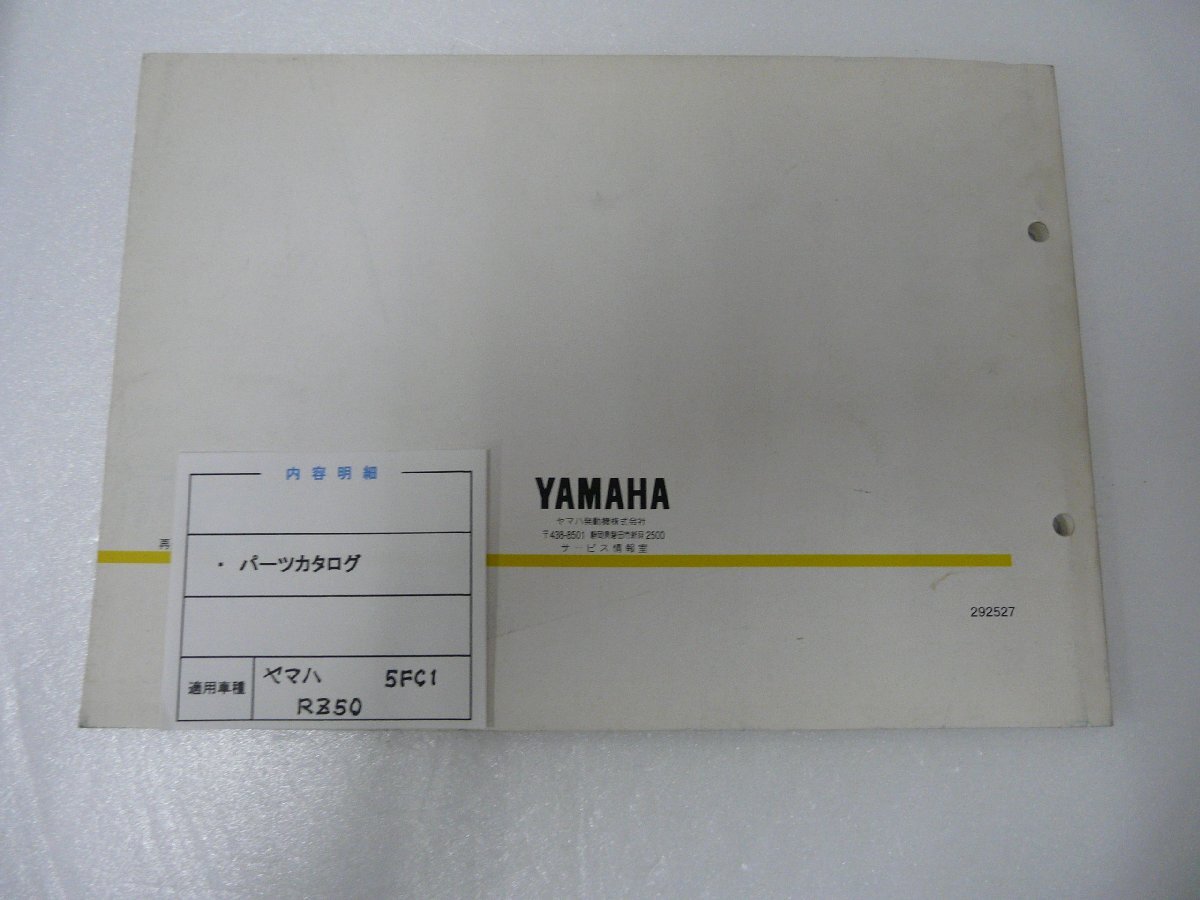 YAMAHA
ヤマハ発動機株式会社
〒438-8501 静岡県磐田市新貝2500
サービス情報室
再
292527
内容明細
・ パーツカタログ
適用車種
ヤマハ 5FC1
RZ50